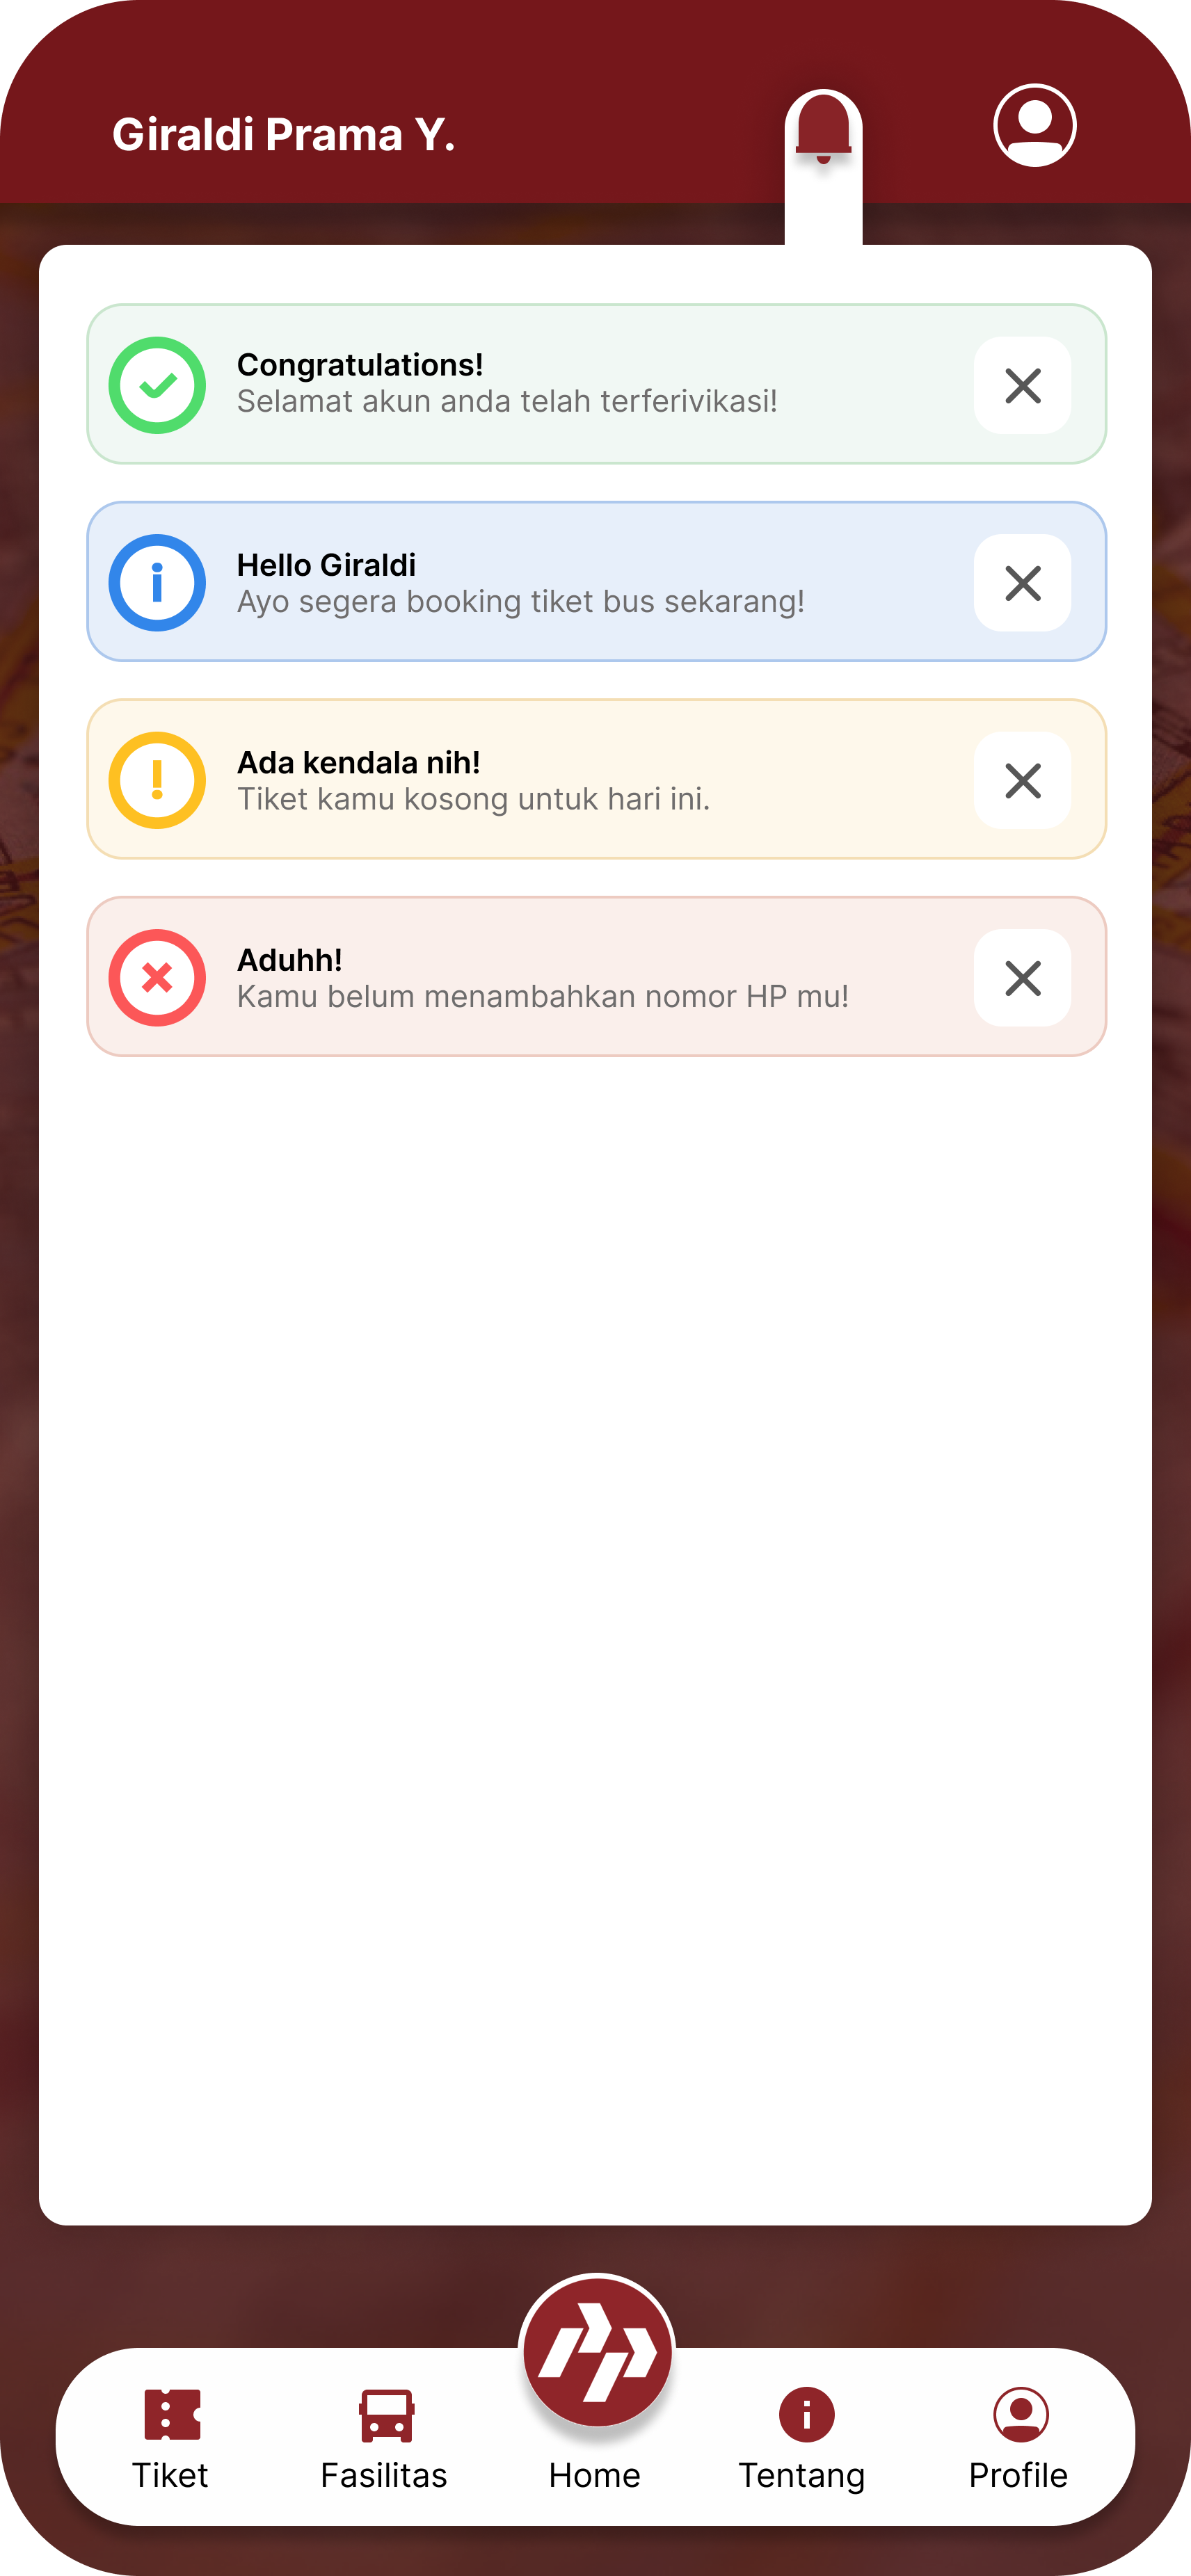 Giraldi Prama Y.
Congratulations!
Selamat akun anda telah terferivikasi!
Hello Giraldi
Ayo segera booking tiket bus sekarang!
Ada kendala nih!
Tiket kamu kosong untuk hari ini.
Aduhh!
Kamu belum menambahkan nomor HP mu!
Tiket
Fasilitas
Home
Tentang
Profile